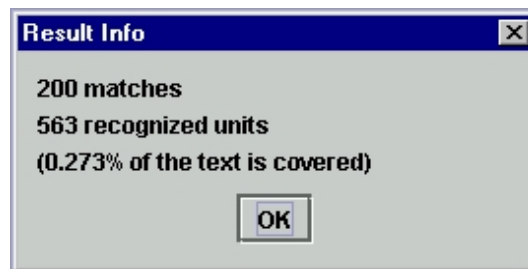 Result Info
200 matches
563 recognized units
(0.273% of the text is covered)
OK